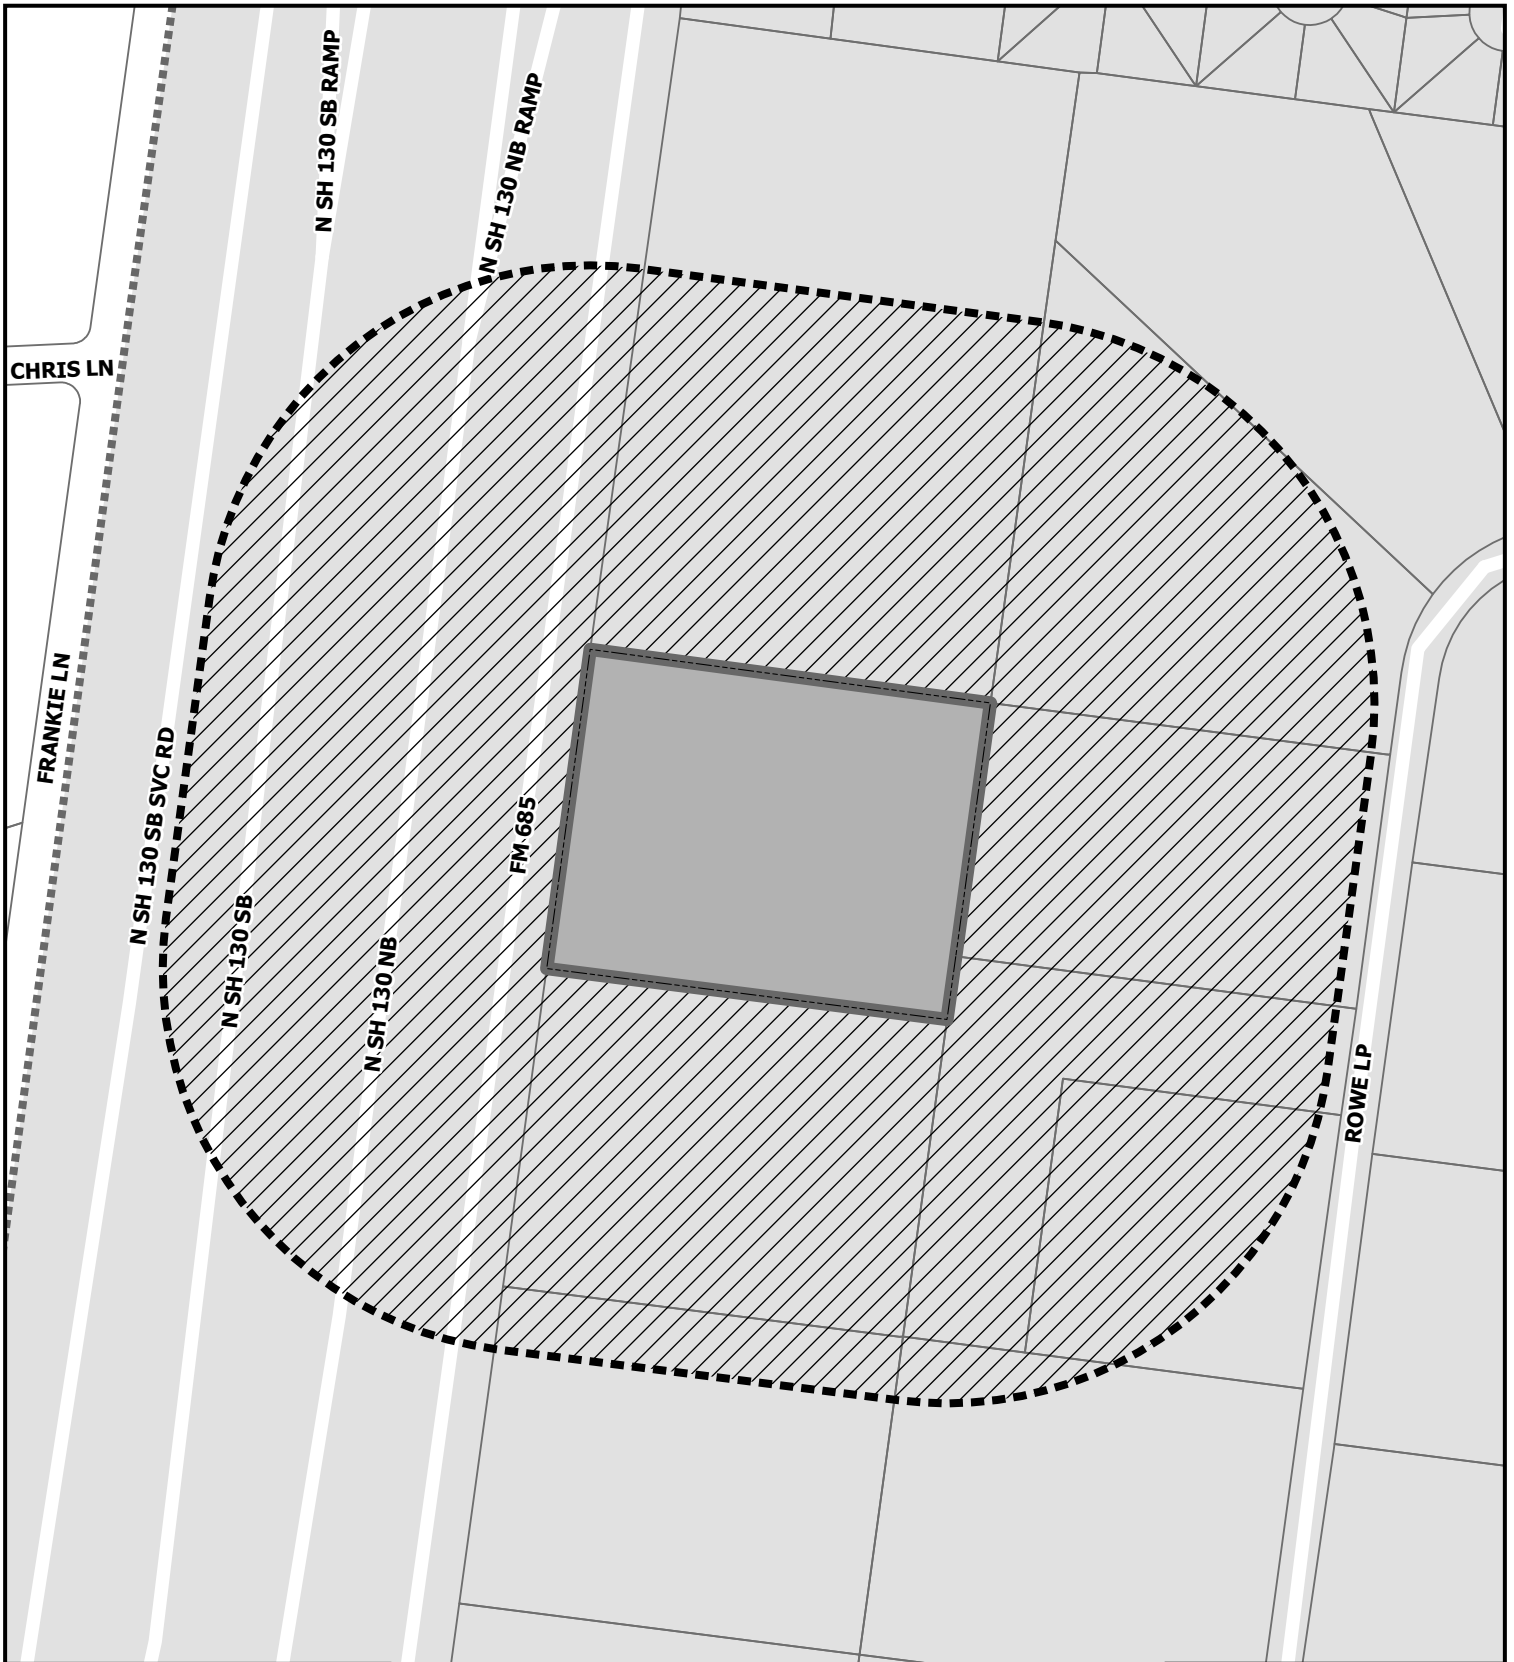 N SH 130 SB RAMP
N SH 130 NB RAMP
CHRIS LN
FRANKIE LN
N SH 130 SB SVC RD
FM 685
N SH 130 SB
N SH 130 NB
ROWE LP